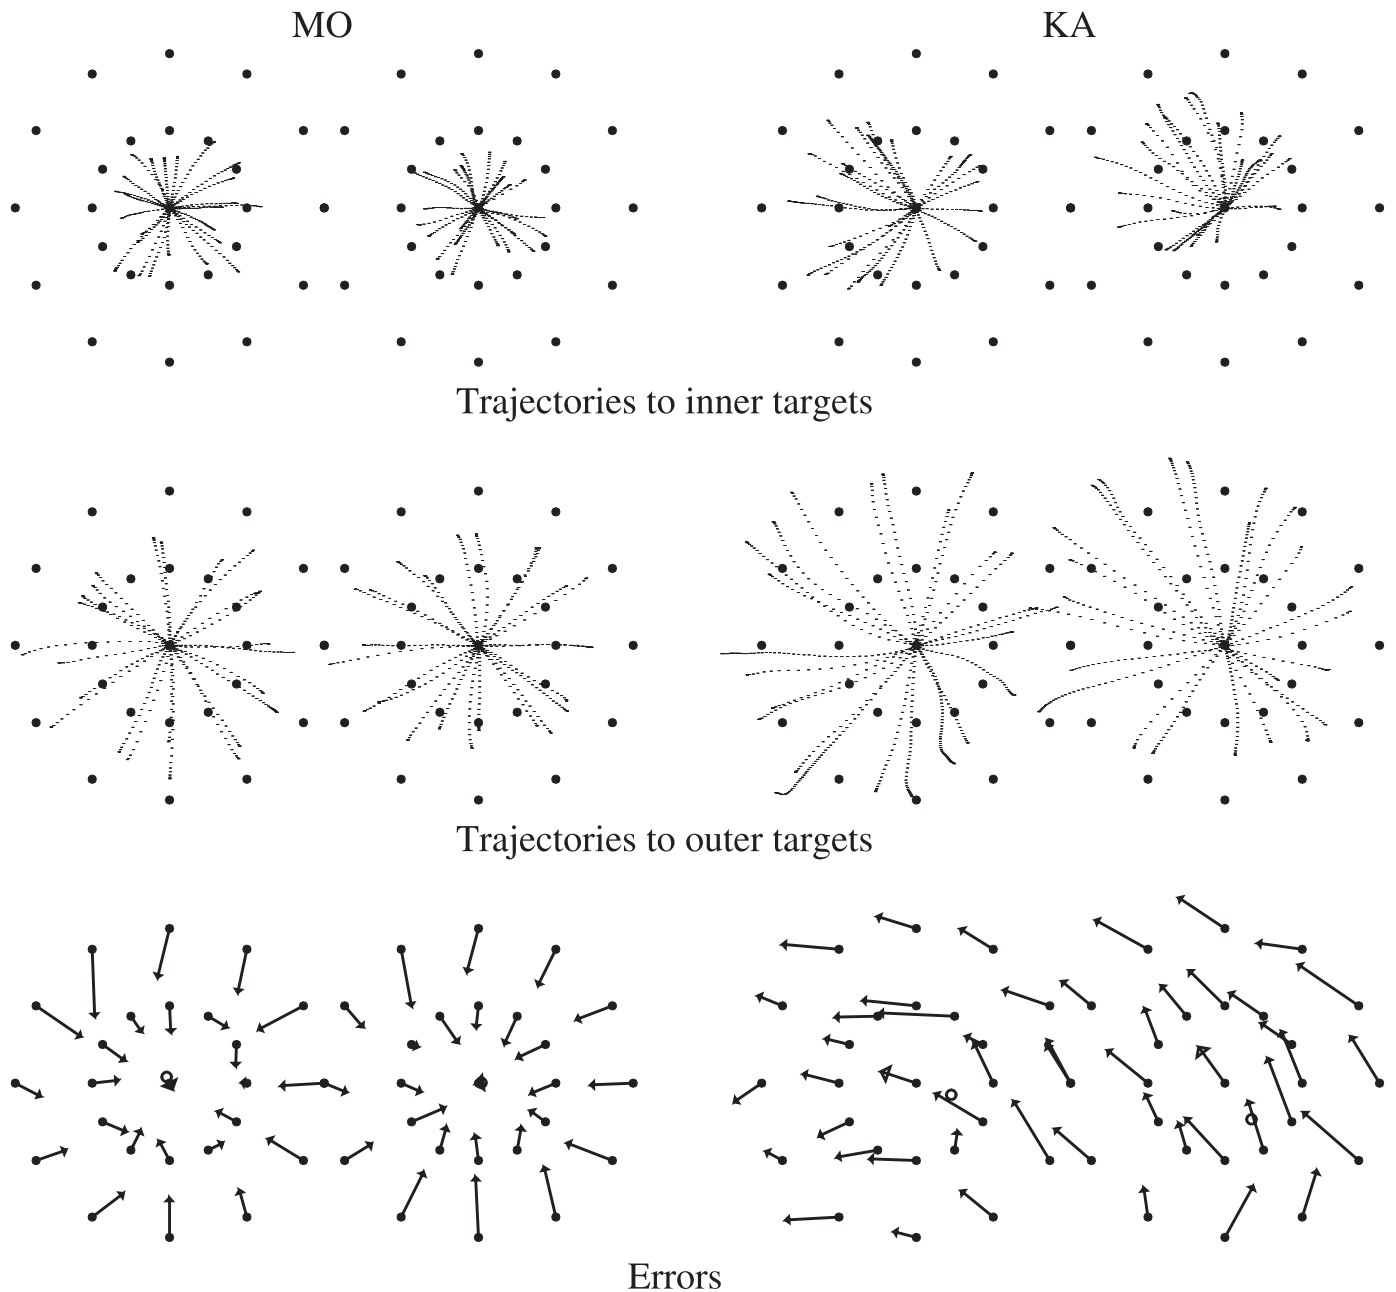 MO
KA
Trajectories to inner targets
Trajectories to outer targets
Errors